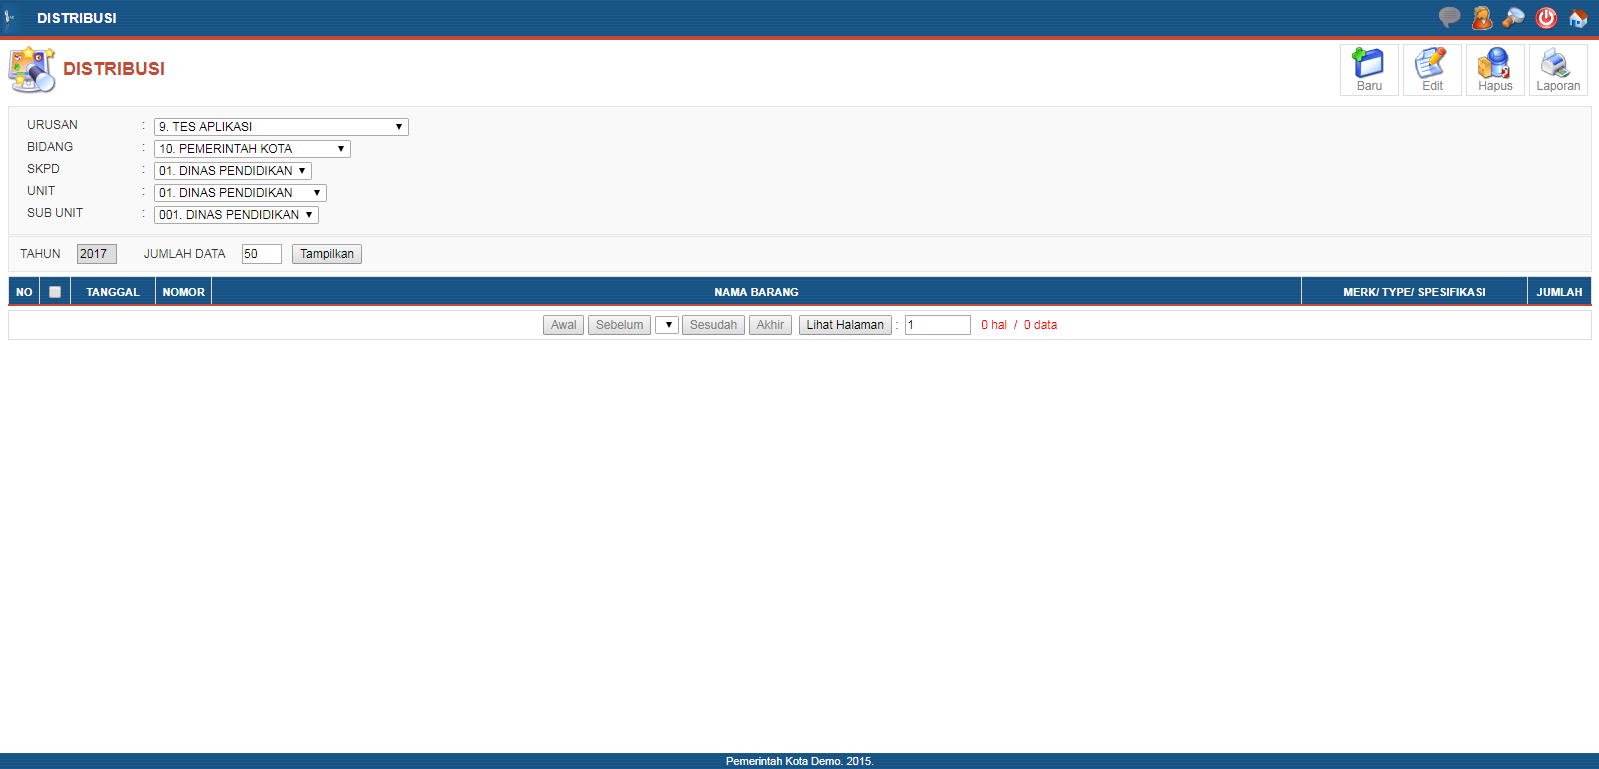 DISTRIBUSI
DISTRIBUSI
Baru Edit Hapus Laporan
URUSAN : 9. TES APLIKASI
BIDANG : 10. PEMERINTAH KOTA
SKPD : 01. DINAS PENDIDIKAN
UNIT : 01. DINAS PENDIDIKAN
SUB UNIT : 001. DINAS PENDIDIKAN
TAHUN 2017 JUMLAH DATA 50 Tampilkan
NO TANGGAL NOMOR NAMA BARANG MERK/ TYPE/ SPESIFIKASI JUMLAH
Awal Sebelum Sesudah Akhir Lihat Halaman : 1 0 hal / 0 data
Pemerintah Kota Demo. 2015.